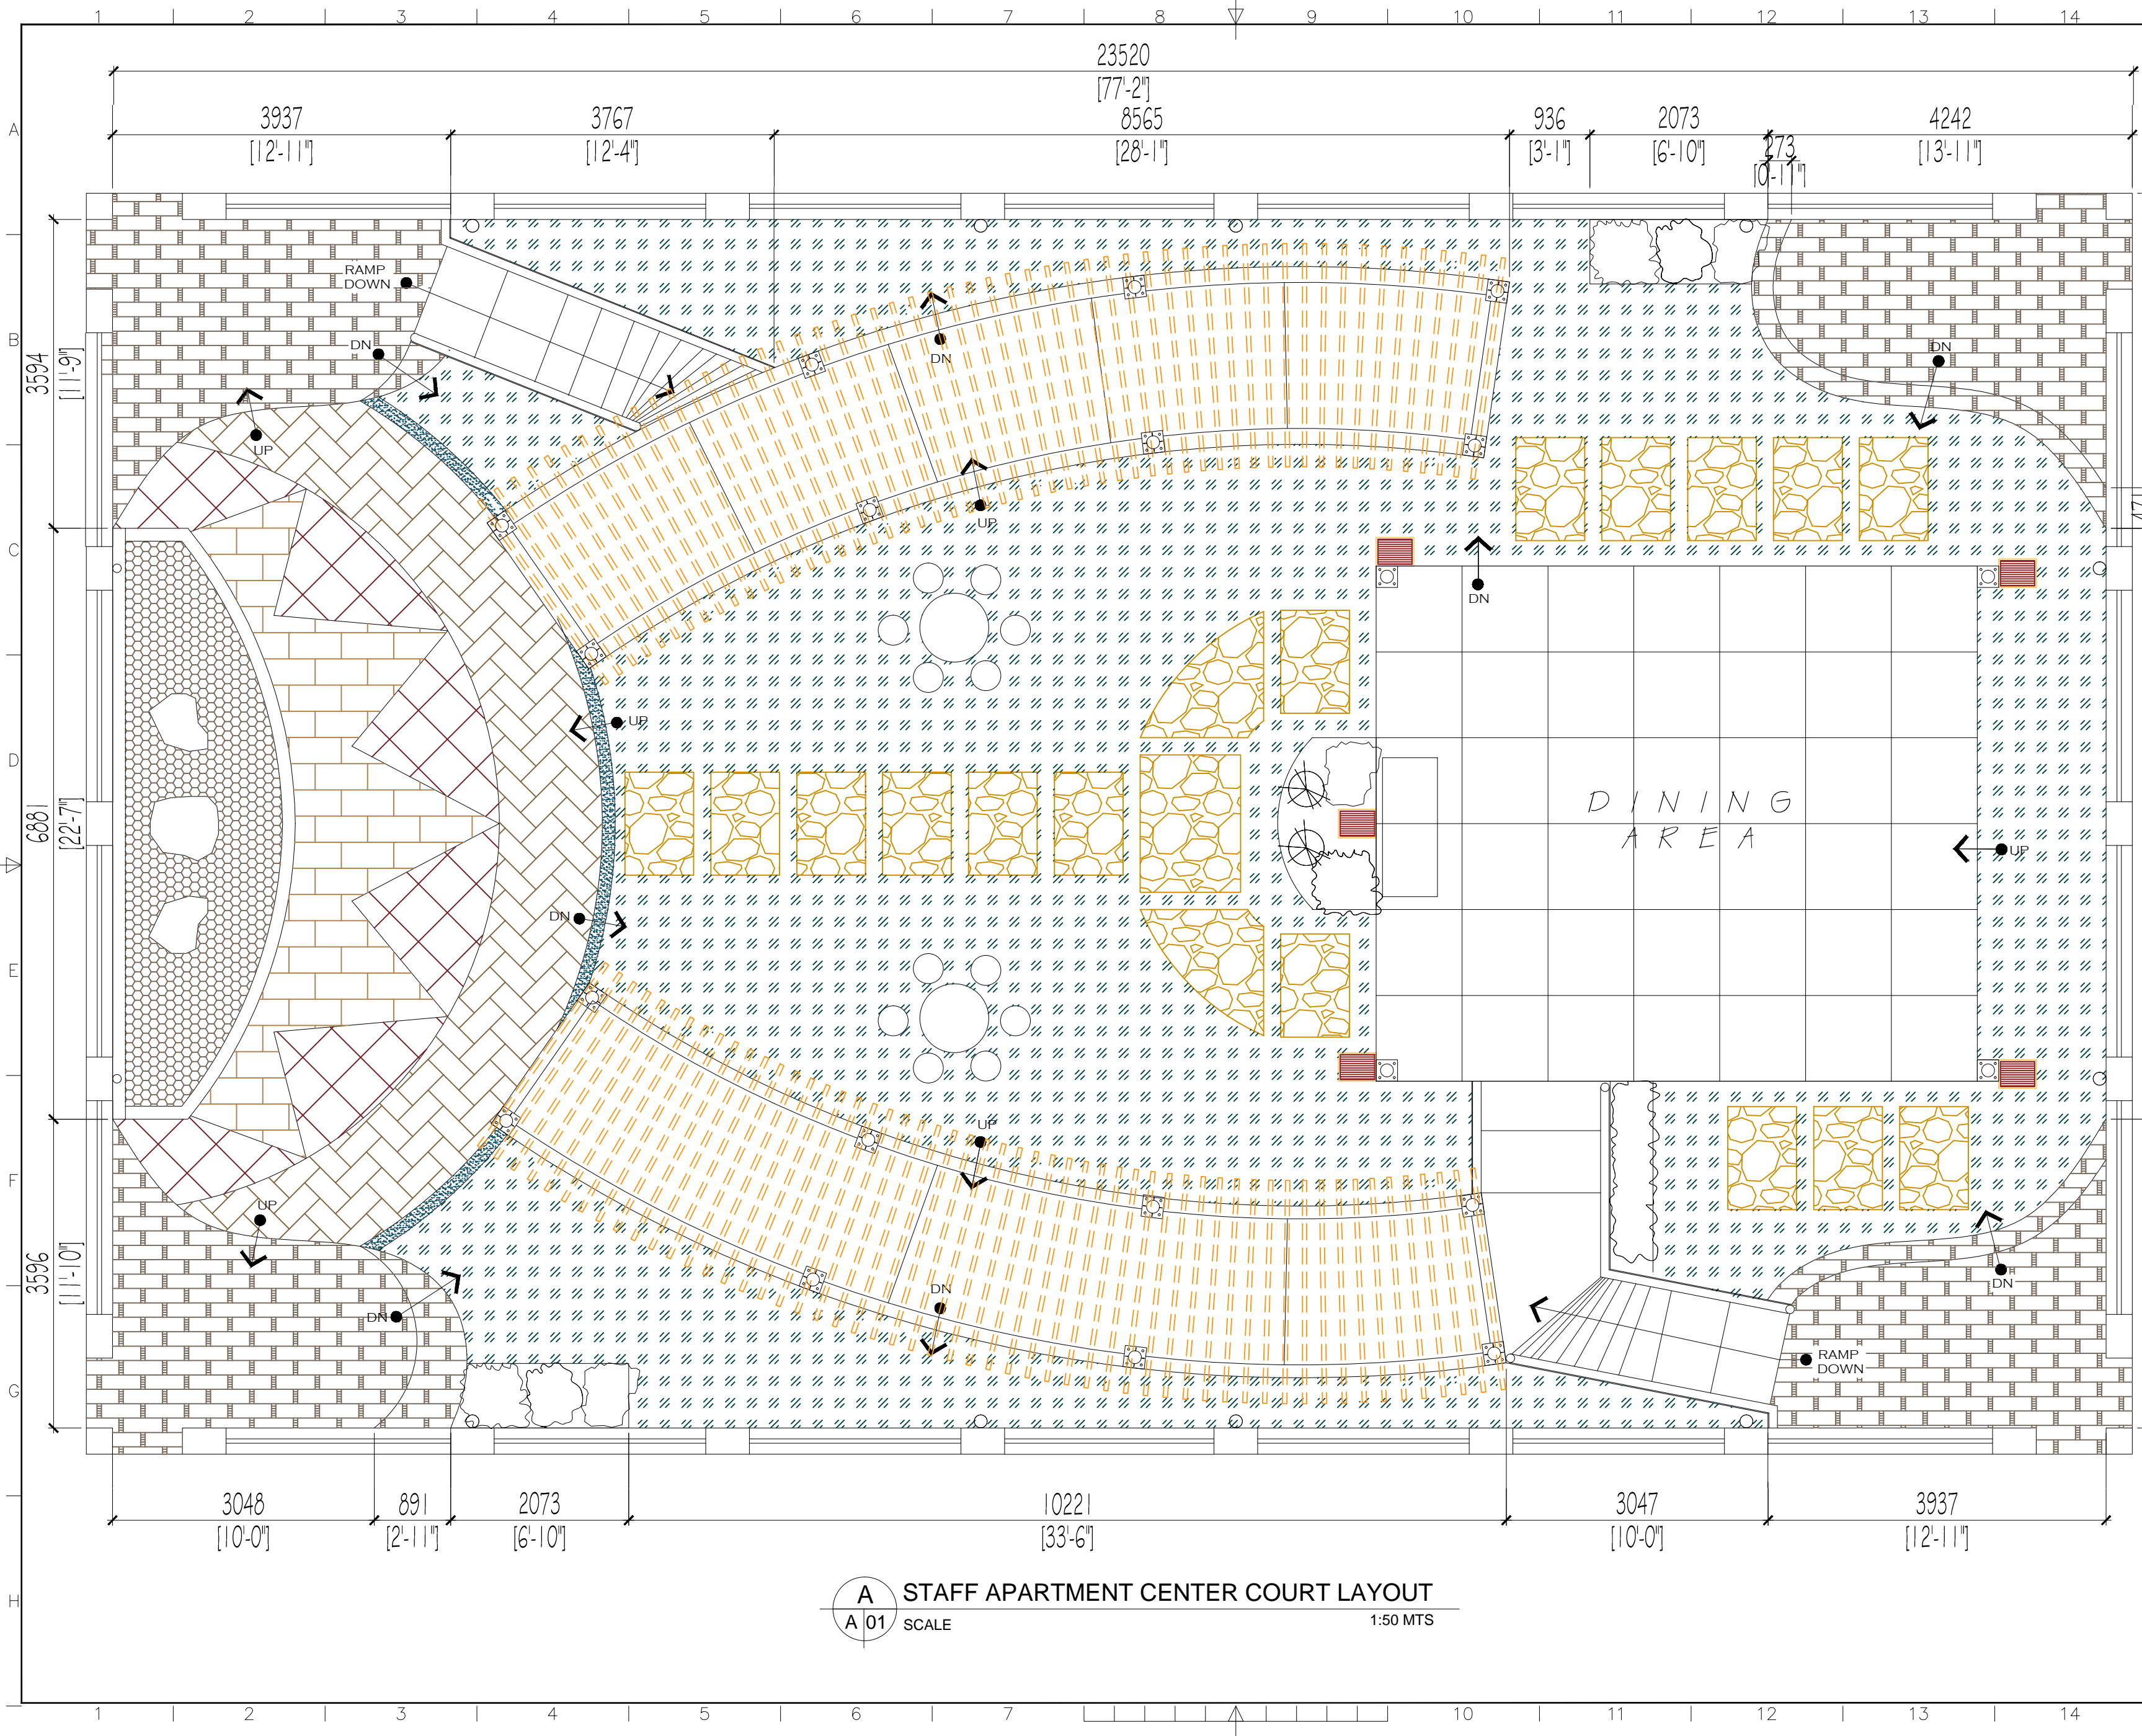 1 2 3 4 5 6 7 8 9 10 11 12 13 14
23520
[77'-2"]
3937 3767 8565 936 2073 4242
[12'-11"] [12'-4"] [28'-1"] [3'-1"] [6'-10"] [13'-11"]
273
[0'-11"]
A
B
C
D
E
F
G
H
3594
[11'-9"]
6881
[22'-7"]
3596
[11'-10"]
RAMP
DOWN
DN
DN
DN
UP
UP
DN
UP
DINING
AREA
UP
DN
UP
UP
DN
DN
DN
RAMP
DOWN
3048 891 2073 10221 3047 3937
[10'-0"] [2'-11"] [6'-10"] [33'-6"] [10'-0"] [12'-11"]
A STAFF APARTMENT CENTER COURT LAYOUT
A 01 SCALE 1:50 MTS
1 2 3 4 5 6 7 10 11 12 13 14